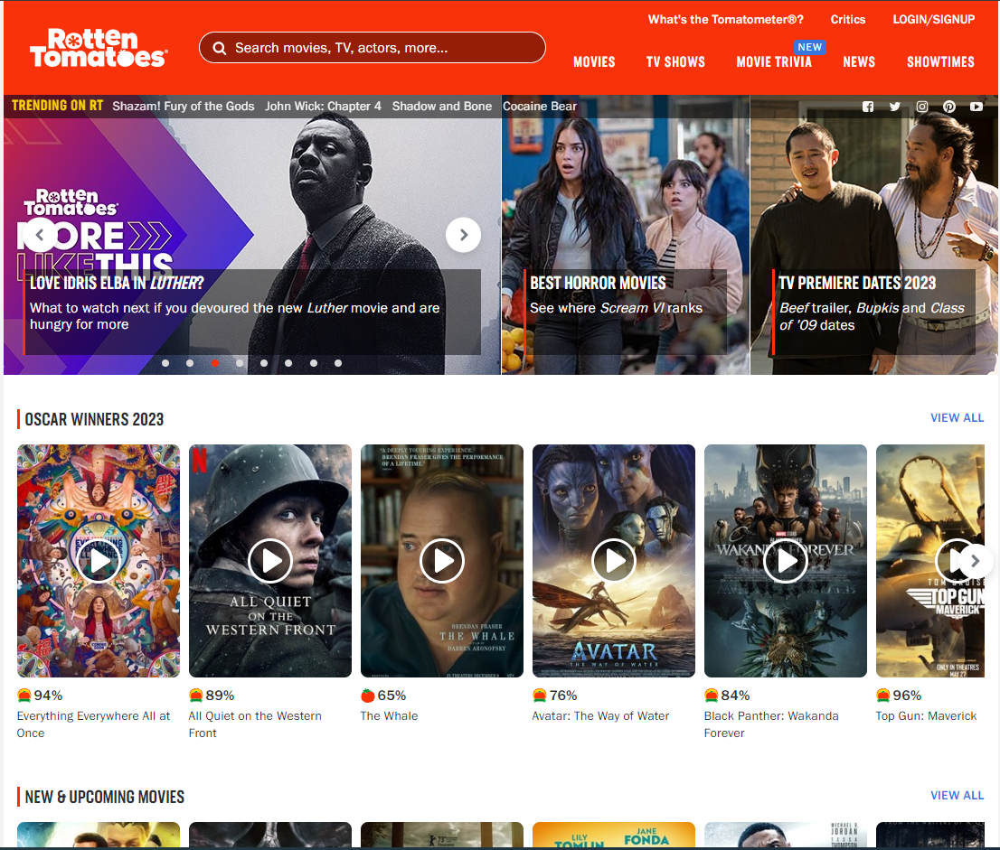 What's the Tomatometer®?
Critics
LOGIN/SIGNUP
Rotten
Tomatoes®
Search movies, TV, actors, more...
NEW
MOVIES
TV SHOWS
MOVIE TRIVIA
NEWS
SHOWTIMES
TRENDING ON RT
Shazam! Fury of the Gods
John Wick: Chapter 4
Shadow and Bone
Cocaine Bear
Rotten
Tomatoes®
MORE
LIKE THIS
LOVE IDRIS ELBA IN LUTHER?
What to watch next if you devoured the new Luther movie and are
hungry for more
BEST HORROR MOVIES
See where Scream VI ranks
TV PREMIERE DATES 2023
Beef trailer, Bupkis and Class
of '09 dates
OSCAR WINNERS 2023
VIEW ALL
EVERYTHING
EVERYWHERE
N
ALL QUIET
ON THE
WESTERN FRONT
"A DEEPLY TOUCHING EXPERIENCE.
BRENDAN FRASER GIVES THE PERFORMANCE
OF A LIFETIME."
BRENDAN FRASER
THE WHALE
DARREN ARONOFSKY
IN THEATERS DECEMBER 9
AVATAR
THE WAY OF WATER
WAKANDA FOREVER
TOM CRUISE
TOP GUN
MAVERICK
ONLY IN THEATRES
MAY 27
94%
Everything Everywhere All at
Once
89%
All Quiet on the Western
Front
65%
The Whale
76%
Avatar: The Way of Water
84%
Black Panther: Wakanda
Forever
96%
Top Gun: Maverick
NEW & UPCOMING MOVIES
VIEW ALL
LILY
TOMLIN
JANE
FONDA
MICHAEL B.
JORDAN
TESSA
THOMPSON